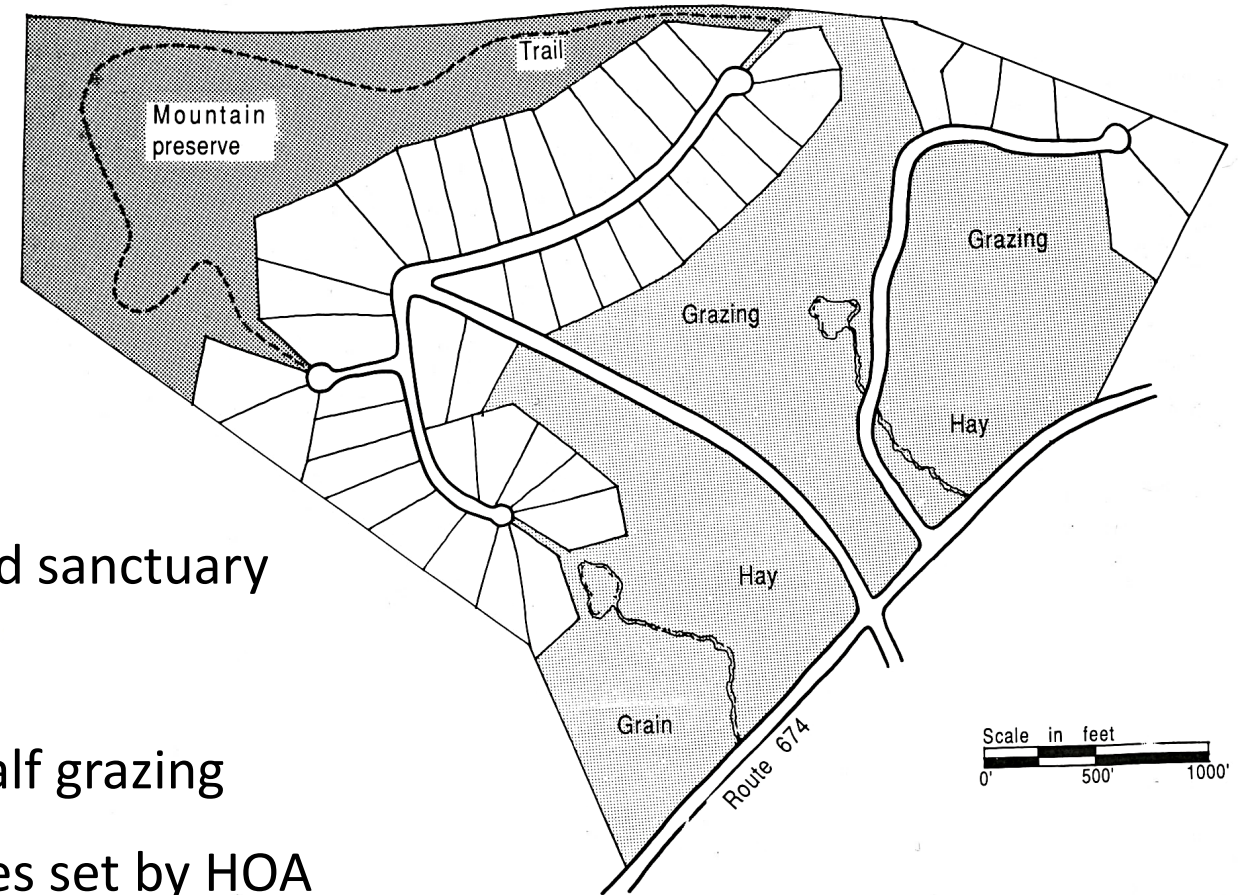 Trail
Mountain
preserve
Grazing
Grazing
Hay
d sanctuary
Hay
Grain
Route 674
Scale in feet
0' 500' 1000'
alf grazing
es set by HOA